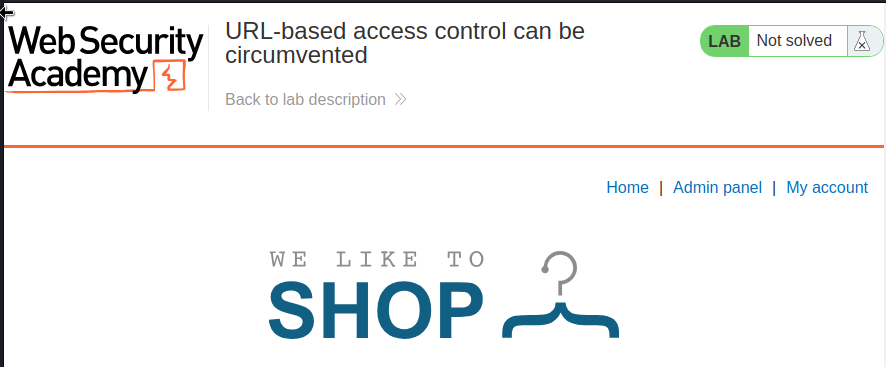 Web Security
Academy
URL-based access control can be
circumvented
Back to lab description
LAB Not solved
Home | Admin panel | My account
WE LIKE TO
SHOP